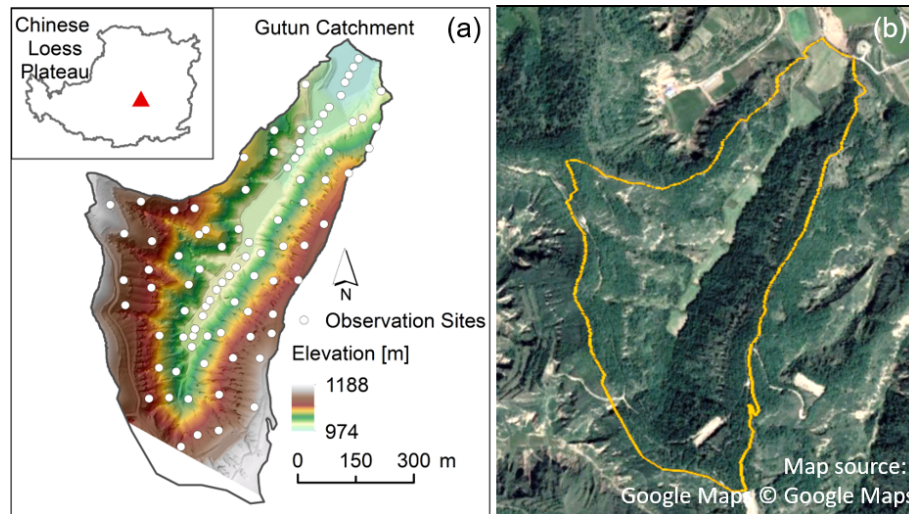 Chinese
Loess
Plateau
Gutun Catchment
(a)
N
Observation Sites
Elevation [m]
1188
974
0 150 300 m
(b)
Map source:
Google Maps © Google Maps